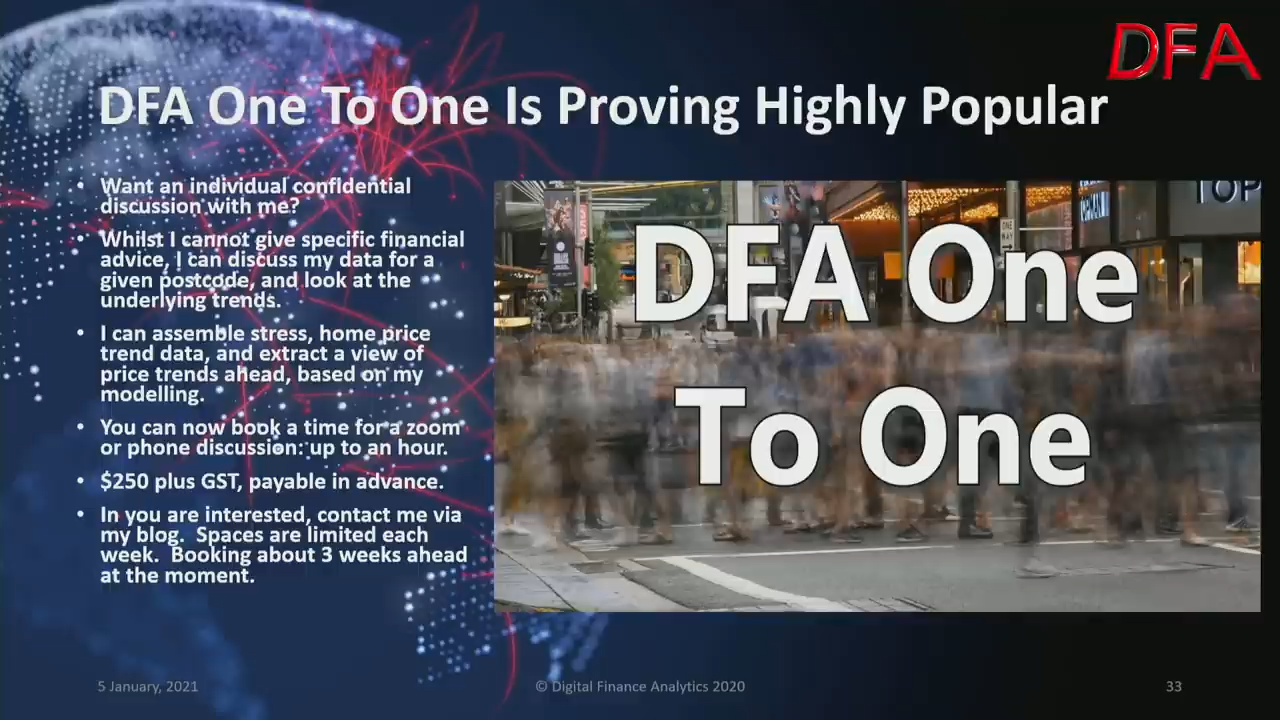 DFA
DFA One To One Is Proving Highly Popular
• Want an individual confidential
discussion with me?
• Whilst I cannot give specific financial
advice, I can discuss my data for a
given postcode, and look at the
underlying trends.
• I can assemble stress, home price
trend data, and extract a view of
price trends ahead, based on my
modelling.
• You can now book a time for a zoom
or phone discussion: up to an hour.
• $250 plus GST, payable in advance.
• In you are interested, contact me via
my blog.  Spaces are limited each
week.  Booking about 3 weeks ahead
at the moment.
TOP
ONE
WAY
DFA One
To One
5 January, 2021
© Digital Finance Analytics 2020
33